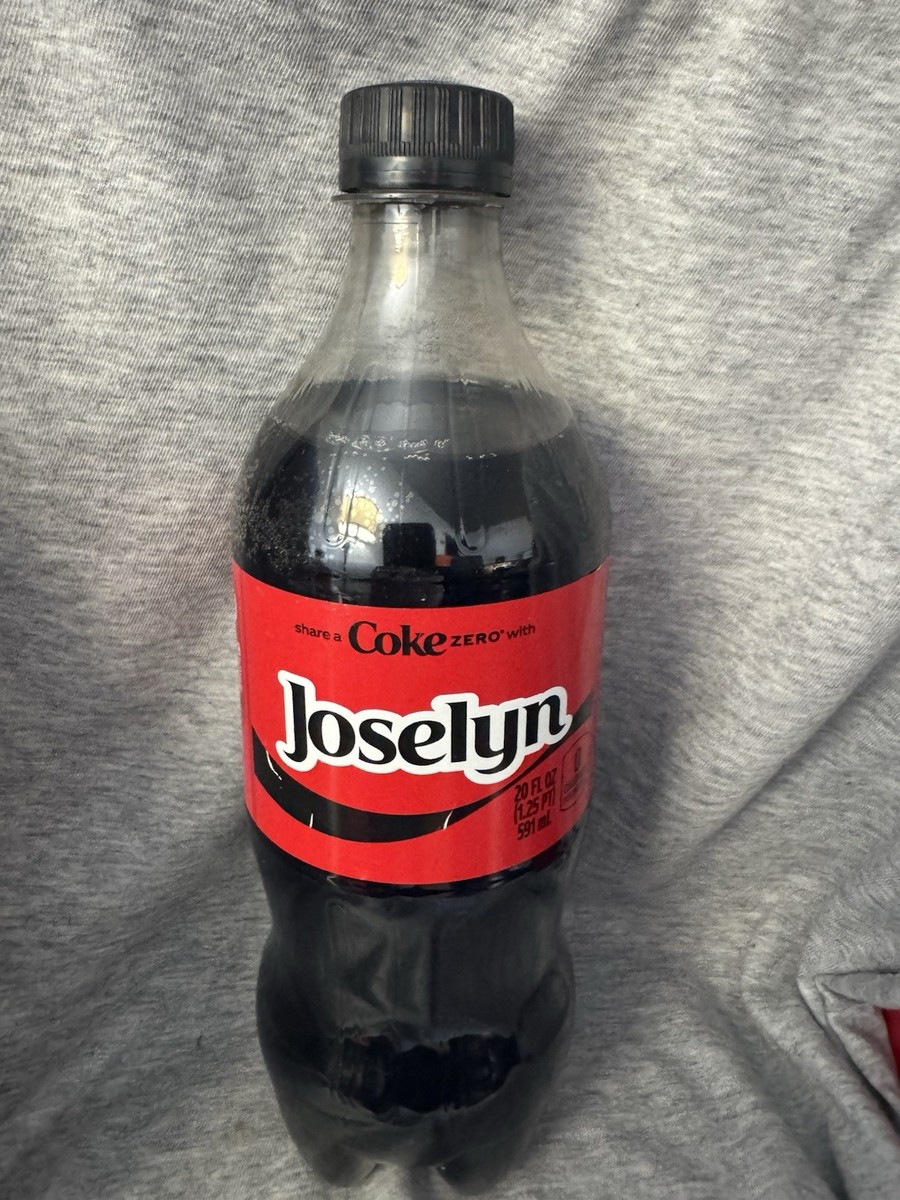 share a Coke ZERO® with
Joselyn
20 FL OZ
(1.25 PT)
591 mL
0